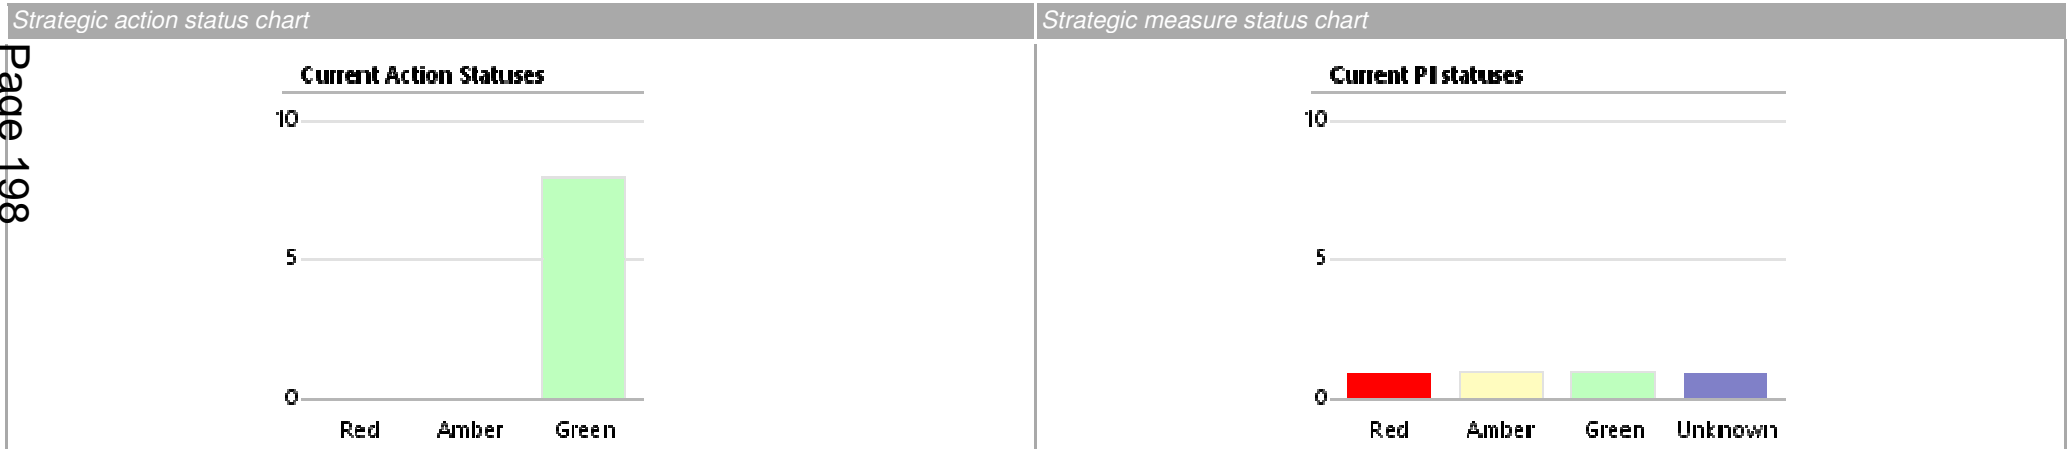 Strategic action status chart
Strategic measure status chart
Page 198
Current Action Statuses
10
5
0
Red Amber Green
Current PI statuses
10
5
0
Red Amber Green Unknown